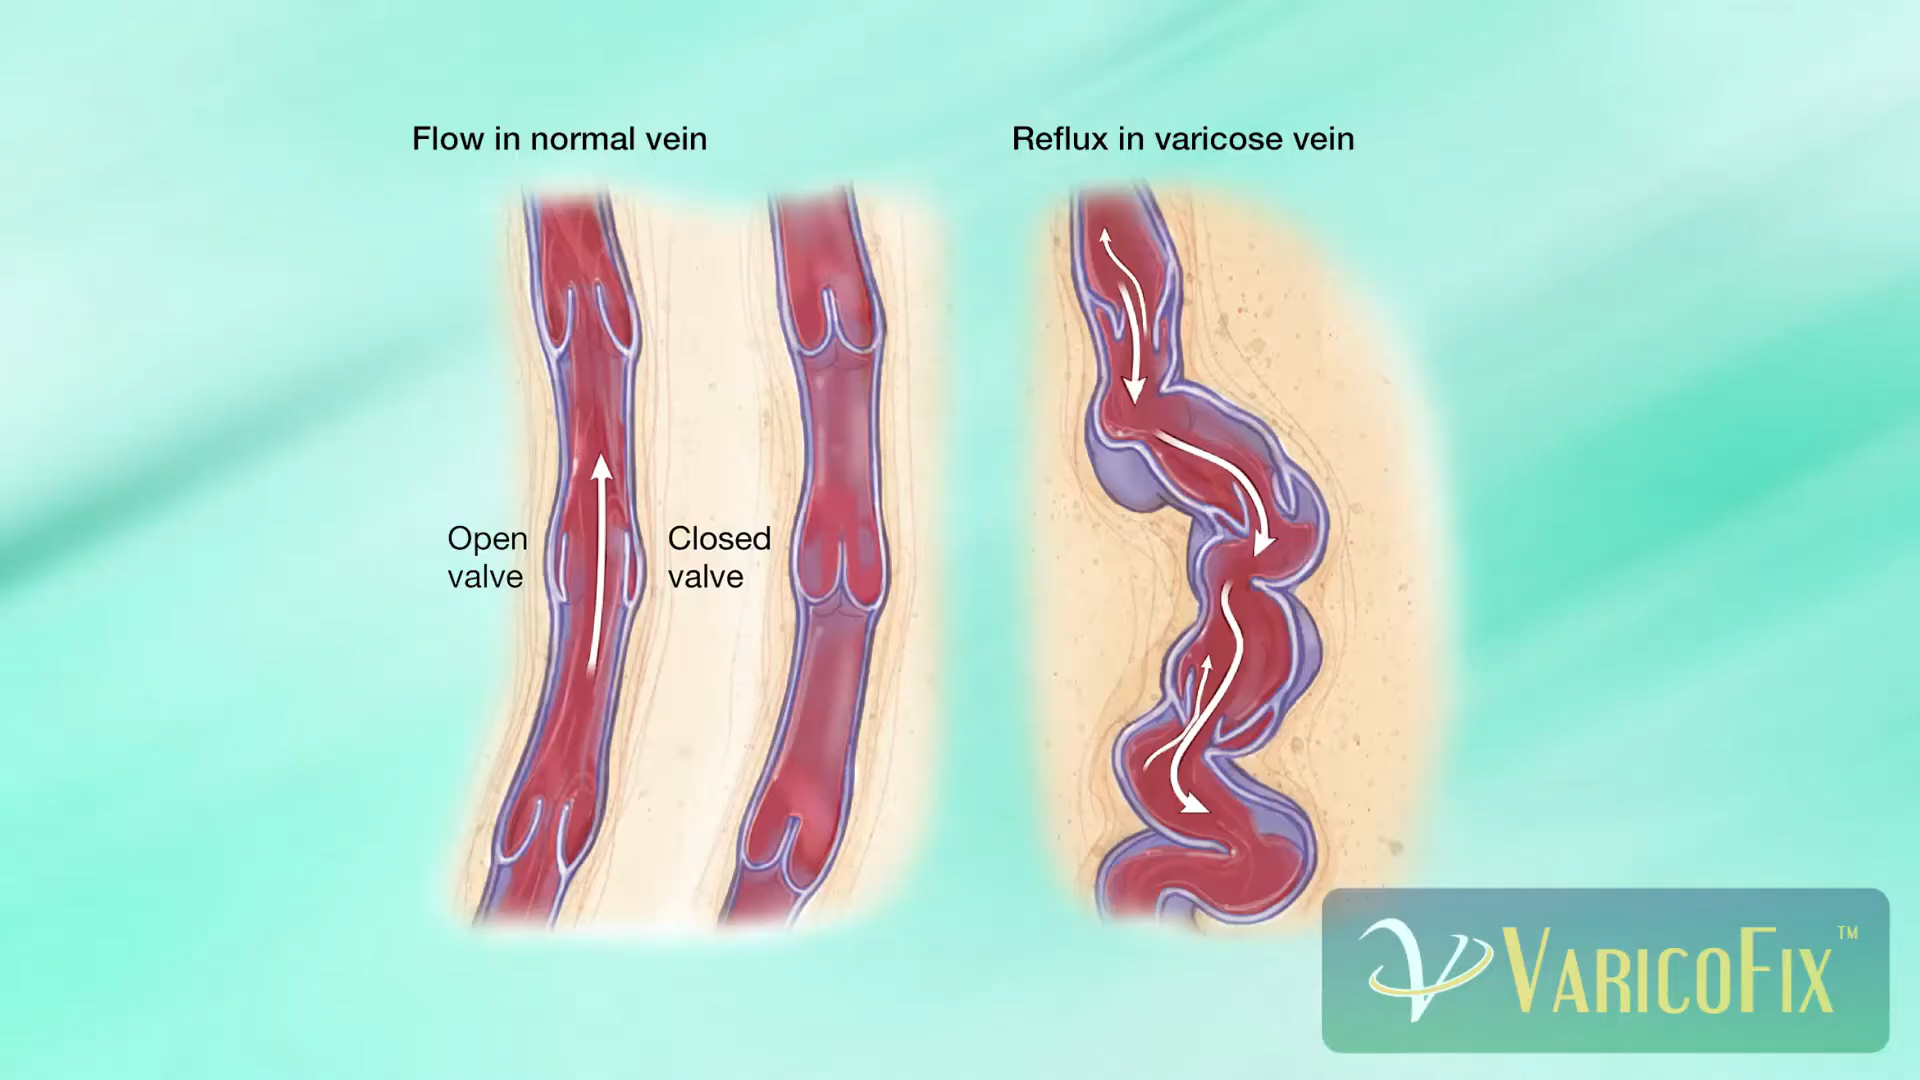 Flow in normal vein
Reflux in varicose vein
Open
valve
Closed
valve
VARICOFIX™